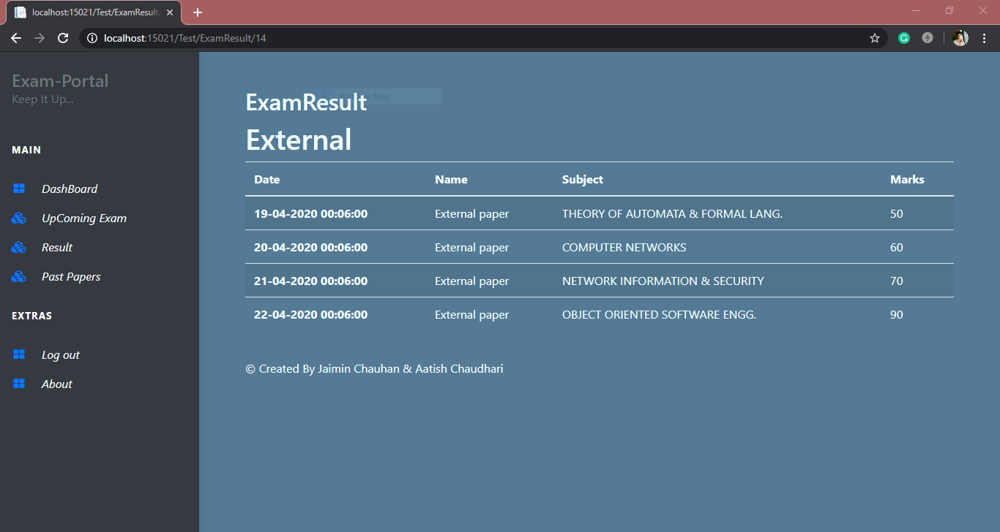 localhost:15021/Test/ExamResult/
localhost:15021/Test/ExamResult/14
Exam-Portal
Keep It Up...
MAIN
DashBoard
UpComing Exam
Result
Past Papers
EXTRAS
Log out
About
ExamResult
External
Date Name Subject Marks
19-04-2020 00:06:00 External paper THEORY OF AUTOMATA & FORMAL LANG. 50
20-04-2020 00:06:00 External paper COMPUTER NETWORKS 60
21-04-2020 00:06:00 External paper NETWORK INFORMATION & SECURITY 70
22-04-2020 00:06:00 External paper OBJECT ORIENTED SOFTWARE ENGG. 90
© Created By Jaimin Chauhan & Aatish Chaudhari